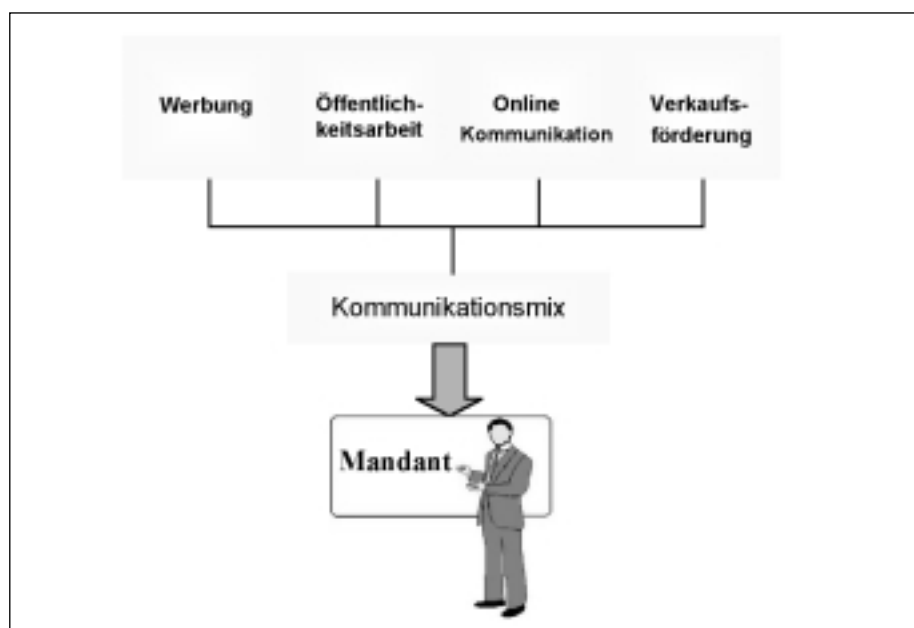 Werbung
Öffentlich-
keitsarbeit
Online
Kommunikation
Verkaufs-
förderung
Kommunikationsmix
Mandant